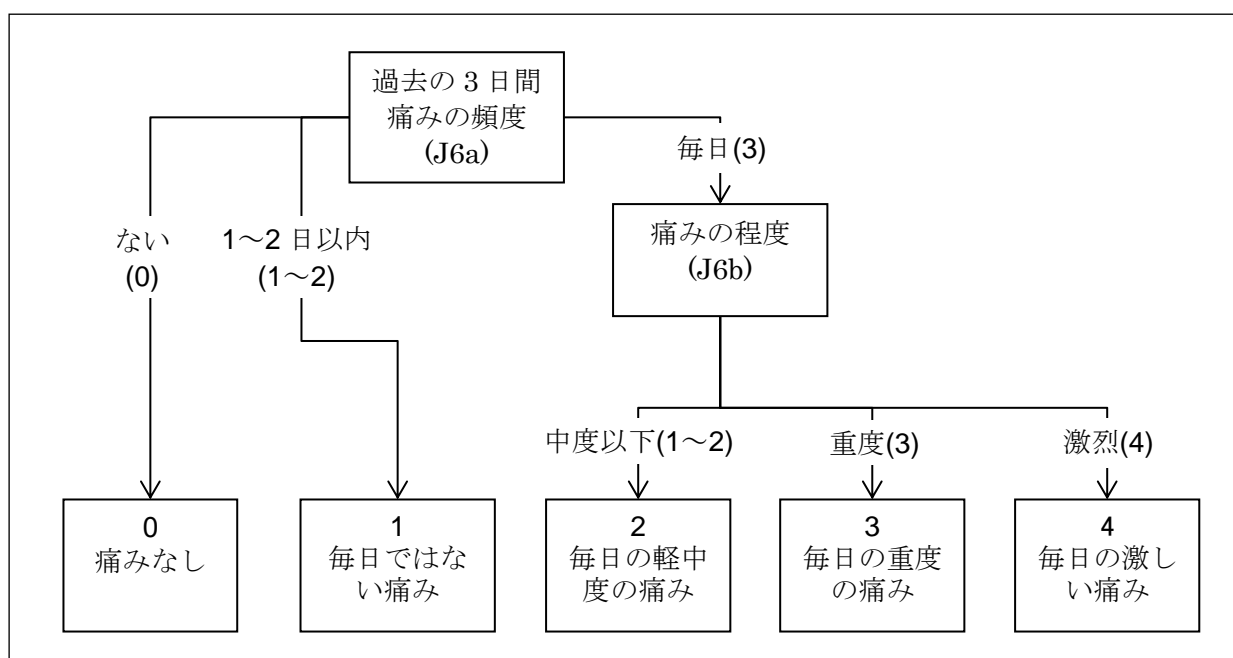 過去の 3 日間
痛みの頻度
(J6a)
毎日(3)
ない
(0)
1～2 日以内
(1～2)
痛みの程度
(J6b)
中度以下(1～2)
重度(3)
激烈(4)
0
痛みなし
1
毎日ではな
い痛み
2
毎日の軽中
度の痛み
3
毎日の重度
の痛み
4
毎日の激し
い痛み